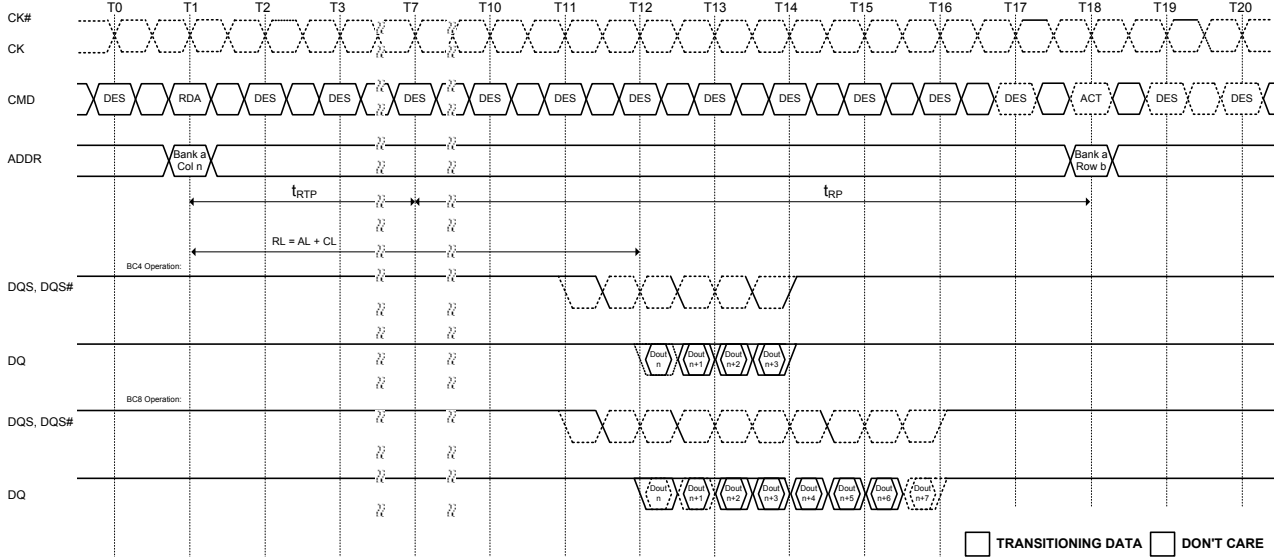 T0 T1 T2 T3 T7 T10 T11 T12 T13 T14 T15 T16 T17 T18 T19 T20
CK#
CK
CMD DES RDA DES DES DES DES DES DES DES DES DES DES DES ACT DES DES
ADDR
Bank a
Col n
Bank a
Row b
tRTP tRP
RL = AL + CL
BC4 Operation:
DQS, DQS#
DQ
Dout
n
Dout
n+1
Dout
n+2
Dout
n+3
BC8 Operation:
DQS, DQS#
DQ
Dout
n
Dout
n+1
Dout
n+2
Dout
n+3
Dout
n+4
Dout
n+5
Dout
n+6
Dout
n+7
TRANSITIONING DATA DON'T CARE